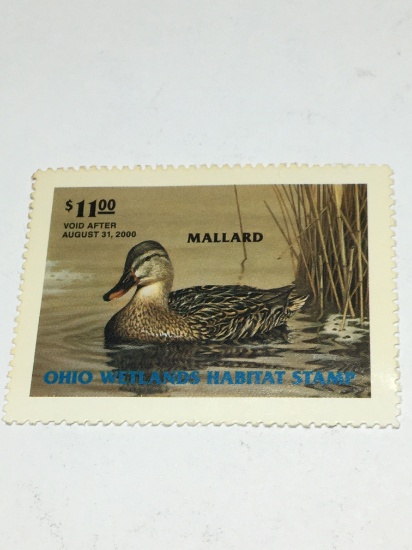 $11.00
VOID AFTER
AUGUST 31, 2000
MALLARD
OHIO WETLANDS HABITAT STAMP